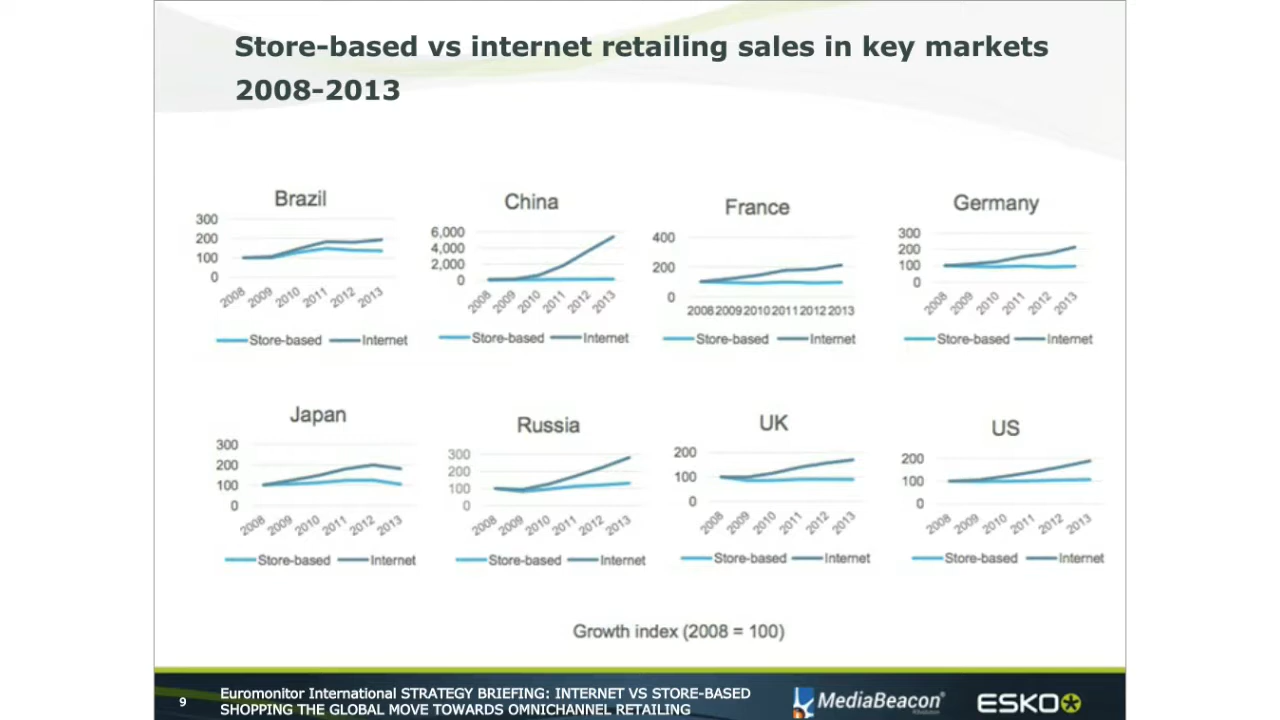 Store-based vs internet retailing sales in key markets
2008-2013
Brazil
300
200
100
0
2008 2009 2010 2011 2012 2013
Store-based Internet
China
6,000
4,000
2,000
0
2008 2009 2010 2011 2012 2013
Store-based Internet
France
400
200
0
2008 2009 2010 2011 2012 2013
Store-based Internet
Germany
300
200
100
0
2008 2009 2010 2011 2012 2013
Store-based Internet
Japan
300
200
100
0
2008 2009 2010 2011 2012 2013
Store-based Internet
Russia
300
200
100
0
2008 2009 2010 2011 2012 2013
Store-based Internet
UK
200
100
0
2008 2009 2010 2011 2012 2013
Store-based Internet
US
200
100
0
2008 2009 2010 2011 2012 2013
Store-based Internet
Growth index (2008 = 100)
9
Euromonitor International STRATEGY BRIEFING: INTERNET VS STORE-BASED
SHOPPING THE GLOBAL MOVE TOWARDS OMNICHANNEL RETAILING
MediaBeacon®
ESKO